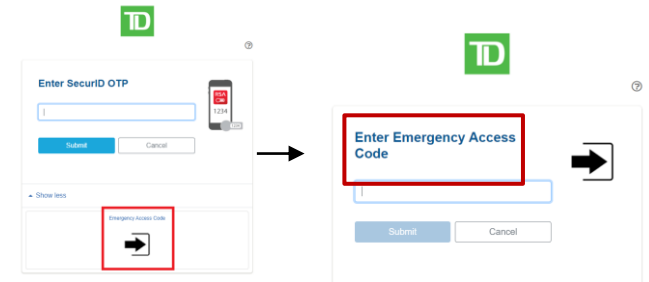 TD
?
Enter SecurID OTP
RSA
1234
Submit
Cancel
Show less
Emergency Access Code
TD
?
Enter Emergency Access
Code
Submit
Cancel